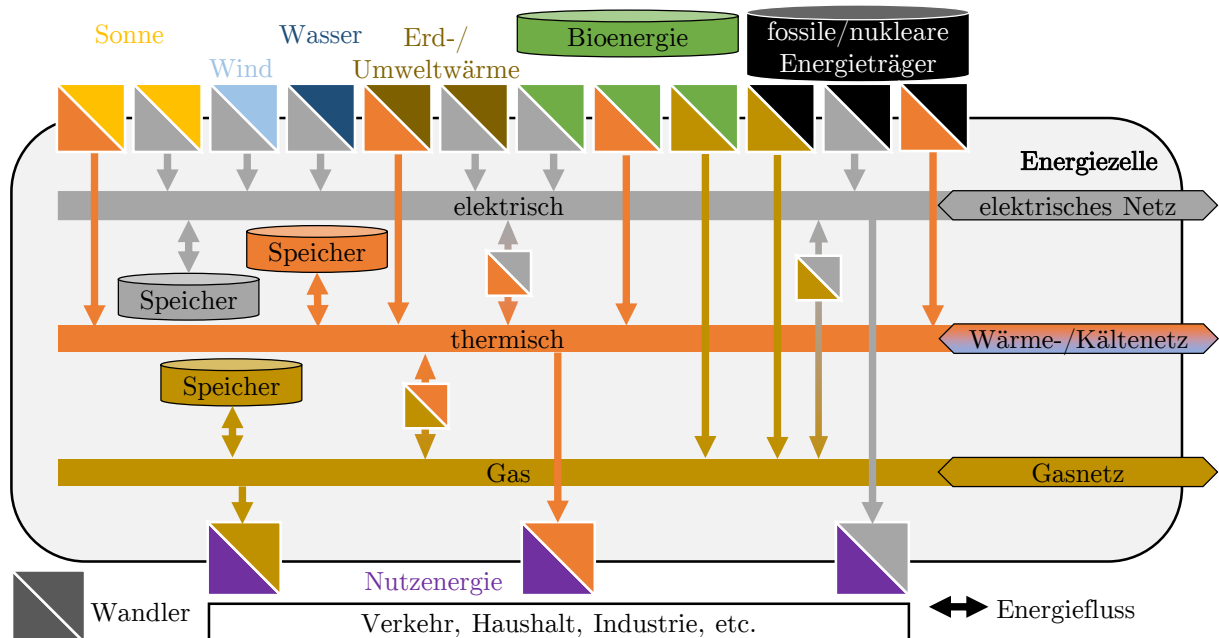 Sonne
Wasser
Erd-/
Bioenergie
fossile/nukleare
Wind
Umweltwärme
Energieträger
Energiezelle
elektrisch
elektrisches Netz
Speicher
Speicher
thermisch
Wärme-/Kältenetz
Speicher
Gas
Gasnetz
Nutzenergie
Wandler
Verkehr, Haushalt, Industrie, etc.
Energiefluss